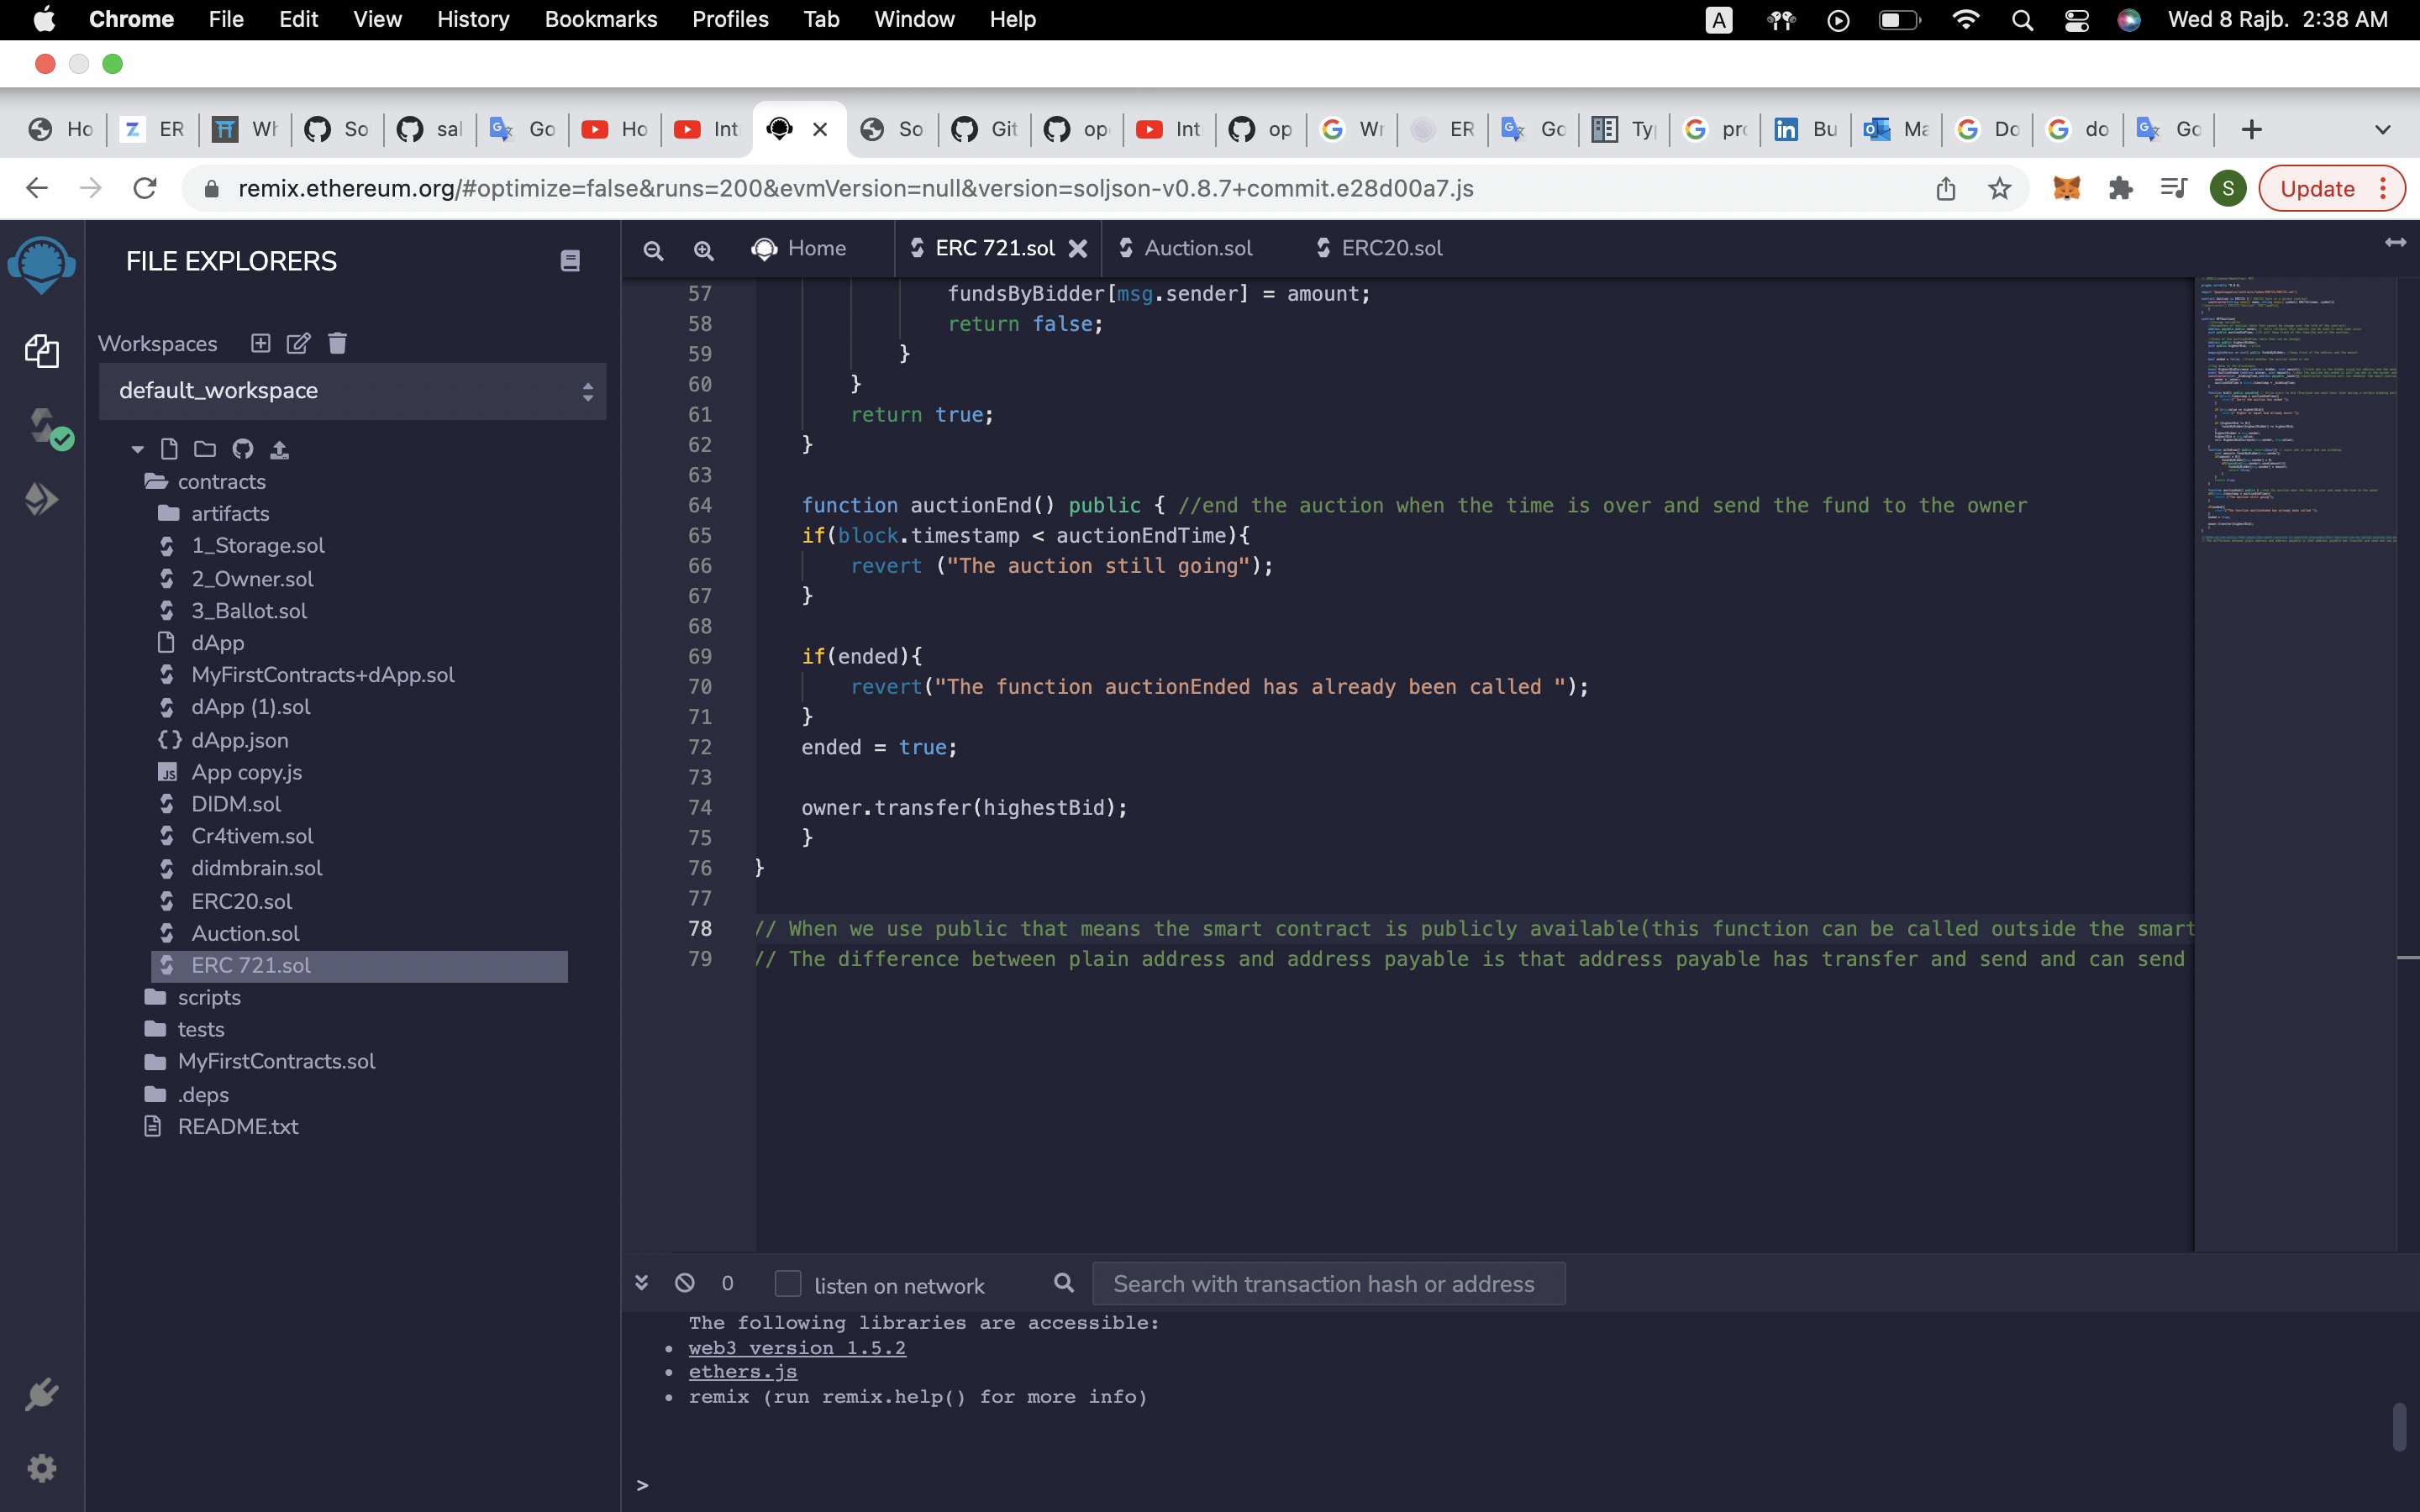 Chrome File Edit View History Bookmarks Profiles Tab Window Help A Wed 8 Rajb. 2:38 AM
Ho ER Wh So sal Go Ho Int So Git op Int op Wr ER Go Ty pro Bu Ma Do do Go
remix.ethereum.org/#optimize=false&runs=200&evmVersion=null&version=soljson-v0.8.7+commit.e28d00a7.js S Update
FILE EXPLORERS
Workspaces
default_workspace
contracts
artifacts
1_Storage.sol
2_Owner.sol
3_Ballot.sol
dApp
MyFirstContracts+dApp.sol
dApp (1).sol
dApp.json
App copy.js
DIDM.sol
Cr4tivem.sol
didmbrain.sol
ERC20.sol
Auction.sol
ERC 721.sol
scripts
tests
MyFirstContracts.sol
.deps
README.txt
Home ERC 721.sol Auction.sol ERC20.sol
57 fundsByBidder[msg.sender] = amount;
58 return false;
59 }
60 }
61 return true;
62 }
63
64 function auctionEnd() public { //end the auction when the time is over and send the fund to the owner
65 if(block.timestamp < auctionEndTime){
66 revert ("The auction still going");
67 }
68
69 if(ended){
70 revert("The function auctionEnded has already been called ");
71 }
72 ended = true;
73
74 owner.transfer(highestBid);
75 }
76 }
77
78 // When we use public that means the smart contract is publicly available(this function can be called outside the smart
79 // The difference between plain address and address payable is that address payable has transfer and send and can send
0 listen on network Search with transaction hash or address
The following libraries are accessible:
• web3 version 1.5.2
• ethers.js
• remix (run remix.help() for more info)
>